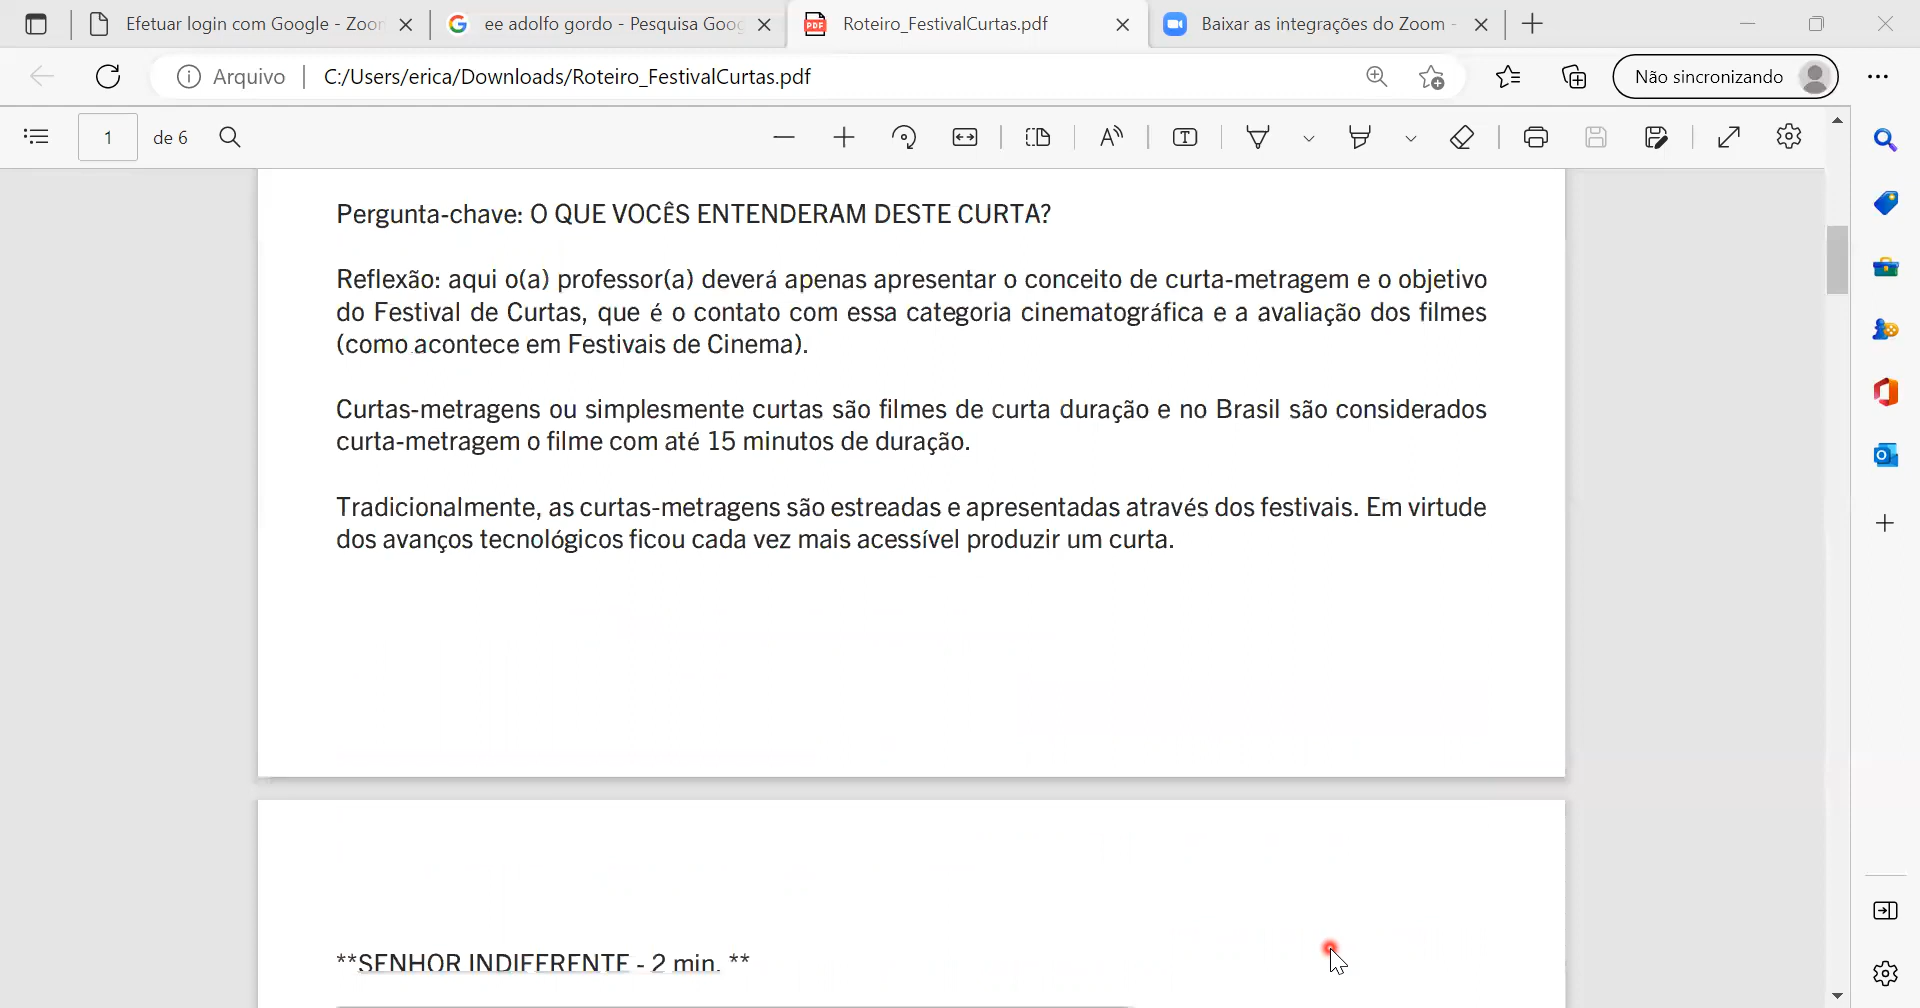 Efetuar login com Google - Zoom
ee adolfo gordo - Pesquisa Goog
PDF
Roteiro_FestivalCurtas.pdf
Baixar as integrações do Zoom -
Arquivo
C:/Users/erica/Downloads/Roteiro_FestivalCurtas.pdf
Não sincronizando
1
de 6
Pergunta-chave: O QUE VOCÊS ENTENDERAM DESTE CURTA?
Reflexão: aqui o(a) professor(a) deverá apenas apresentar o conceito de curta-metragem e o objetivo
do Festival de Curtas, que é o contato com essa categoria cinematográfica e a avaliação dos filmes
(como acontece em Festivais de Cinema).
Curtas-metragens ou simplesmente curtas são filmes de curta duração e no Brasil são considerados
curta-metragem o filme com até 15 minutos de duração.
Tradicionalmente, as curtas-metragens são estreadas e apresentadas através dos festivais. Em virtude
dos avanços tecnológicos ficou cada vez mais acessível produzir um curta.
**SENHOR INDIFERENTE - 2 min. **